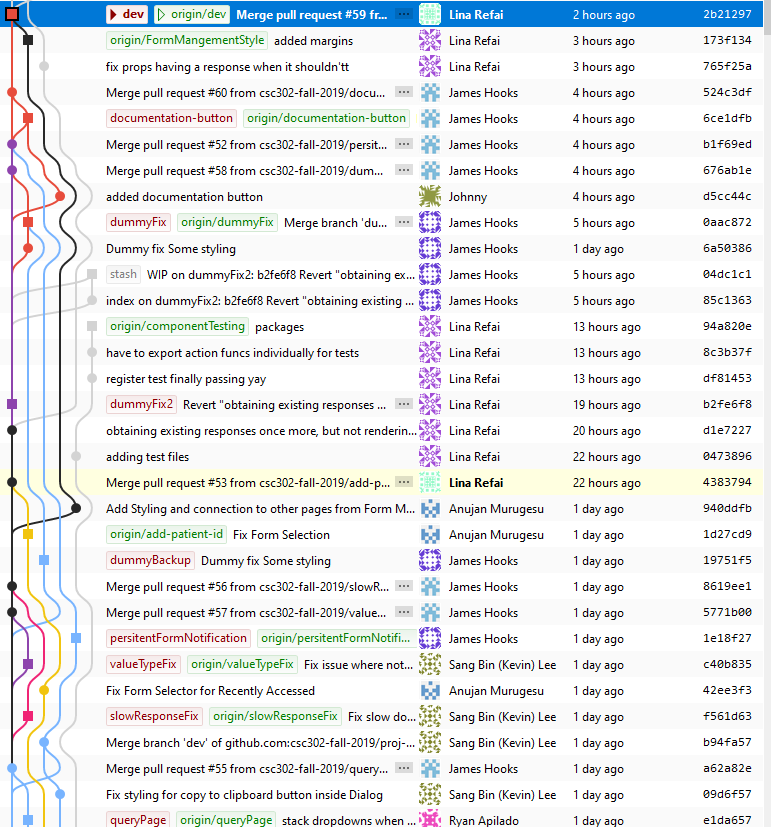 dev origin/dev Merge pull request #59 fr... Lina Refai 2 hours ago 2b21297
origin/FormMangementStyle added margins Lina Refai 3 hours ago 173f134
fix props having a response when it shouldn'tt Lina Refai 3 hours ago 765f25a
Merge pull request #60 from csc302-fall-2019/docu... James Hooks 4 hours ago 524c3df
documentation-button origin/documentation-button James Hooks 4 hours ago 6ce1dfb
Merge pull request #52 from csc302-fall-2019/persit... James Hooks 4 hours ago b1f69ed
Merge pull request #58 from csc302-fall-2019/dum... James Hooks 4 hours ago 676ab1e
added documentation button Johnny 4 hours ago d5cc44c
dummyFix origin/dummyFix Merge branch 'du... James Hooks 5 hours ago 0aac872
Dummy fix Some styling James Hooks 1 day ago 6a50386
stash WIP on dummyFix2: b2fe6f8 Revert "obtaining ex... James Hooks 5 hours ago 04dc1c1
index on dummyFix2: b2fe6f8 Revert "obtaining existing ... James Hooks 5 hours ago 85c1363
origin/componentTesting packages Lina Refai 13 hours ago 94a820e
have to export action funcs individually for tests Lina Refai 13 hours ago 8c3b37f
register test finally passing yay Lina Refai 13 hours ago df81453
dummyFix2 Revert "obtaining existing responses ... Lina Refai 19 hours ago b2fe6f8
obtaining existing responses once more, but not renderin... Lina Refai 20 hours ago d1e7227
adding test files Lina Refai 22 hours ago 0473896
Merge pull request #53 from csc302-fall-2019/add-p... Lina Refai 22 hours ago 4383794
Add Styling and connection to other pages from Form M... Anujan Murugesu 1 day ago 940ddfb
origin/add-patient-id Fix Form Selection Anujan Murugesu 1 day ago 1d27cd9
dummyBackup Dummy fix Some styling James Hooks 1 day ago 19751f5
Merge pull request #56 from csc302-fall-2019/slowR... James Hooks 1 day ago 8619ee1
Merge pull request #57 from csc302-fall-2019/value... James Hooks 1 day ago 5771b00
persitentFormNotification origin/persitentFormNotifi... James Hooks 1 day ago 1e18f27
valueTypeFix origin/valueTypeFix Fix issue where not... Sang Bin (Kevin) Lee 1 day ago c40b835
Fix Form Selector for Recently Accessed Anujan Murugesu 1 day ago 42ee3f3
slowResponseFix origin/slowResponseFix Fix slow do... Sang Bin (Kevin) Lee 1 day ago f561d63
Merge branch 'dev' of github.com:csc302-fall-2019/proj-... Sang Bin (Kevin) Lee 1 day ago b94fa57
Merge pull request #55 from csc302-fall-2019/query... James Hooks 1 day ago a62a82e
Fix styling for copy to clipboard button inside Dialog Sang Bin (Kevin) Lee 1 day ago 09d6f57
queryPage origin/queryPage stack dropdowns when ... Ryan Apilado 1 day ago e1da657